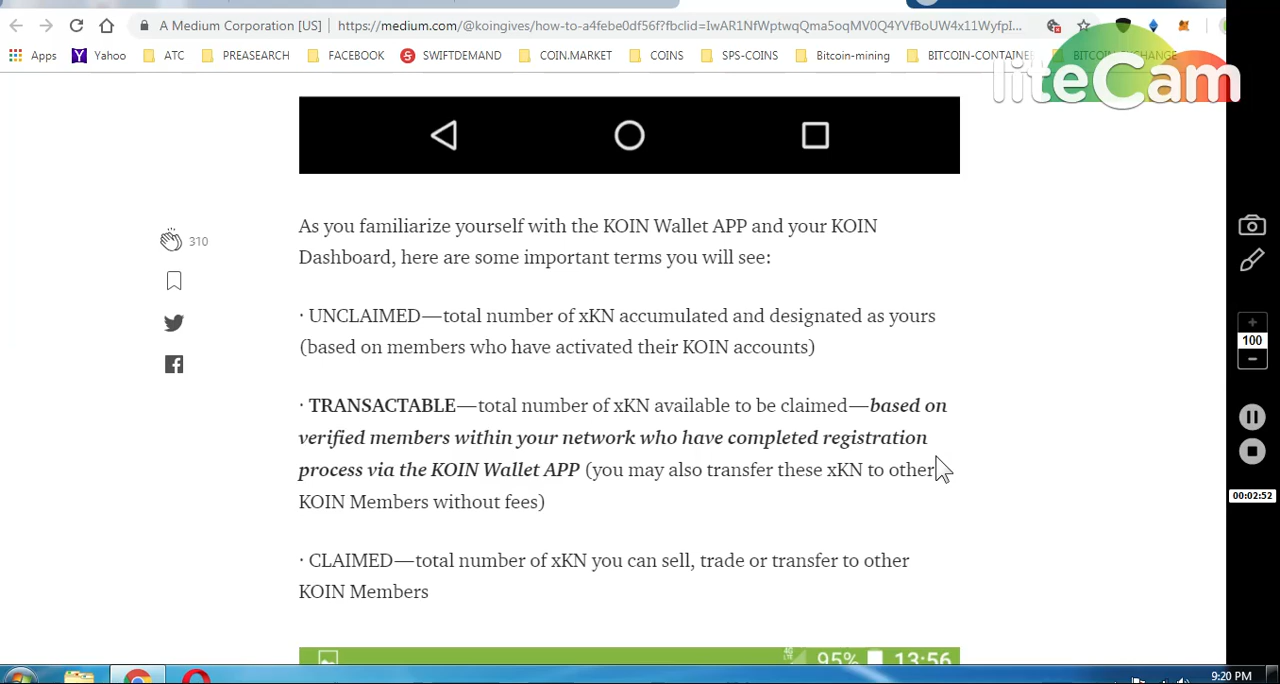 A Medium Corporation [US] | https://medium.com/@koingives/how-to-a4febe0df56f?fbclid=IwAR1NfWptwqQma5oqMV0Q4YVfBoUW4x11WyfpI...
Apps Yahoo ATC PREASEARCH FACEBOOK SWIFTDEMAND COIN.MARKET COINS SPS-COINS Bitcoin-mining BITCOIN-CONTAINE BITCOIN-EXCHANGE
liteCam
As you familiarize yourself with the KOIN Wallet APP and your KOIN
Dashboard, here are some important terms you will see:
310
· UNCLAIMED—total number of xKN accumulated and designated as yours
(based on members who have activated their KOIN accounts)
· TRANSACTABLE—total number of xKN available to be claimed—based on
verified members within your network who have completed registration
process via the KOIN Wallet APP (you may also transfer these xKN to other
KOIN Members without fees)
· CLAIMED—total number of xKN you can sell, trade or transfer to other
KOIN Members
100
00:02:52
4G 95% 13:56
9:20 PM